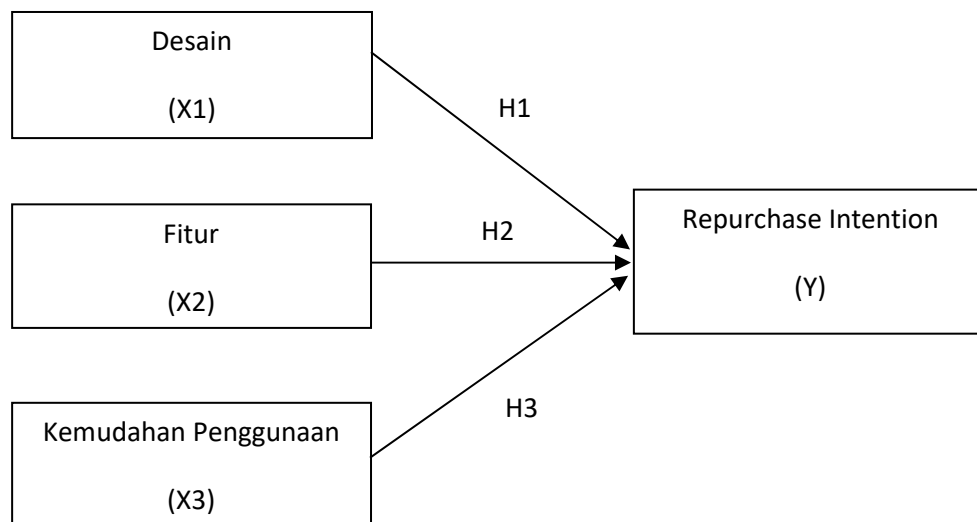 Desain
(X1)
H1
Fitur
(X2)
H2
Repurchase Intention
(Y)
Kemudahan Penggunaan
(X3)
H3